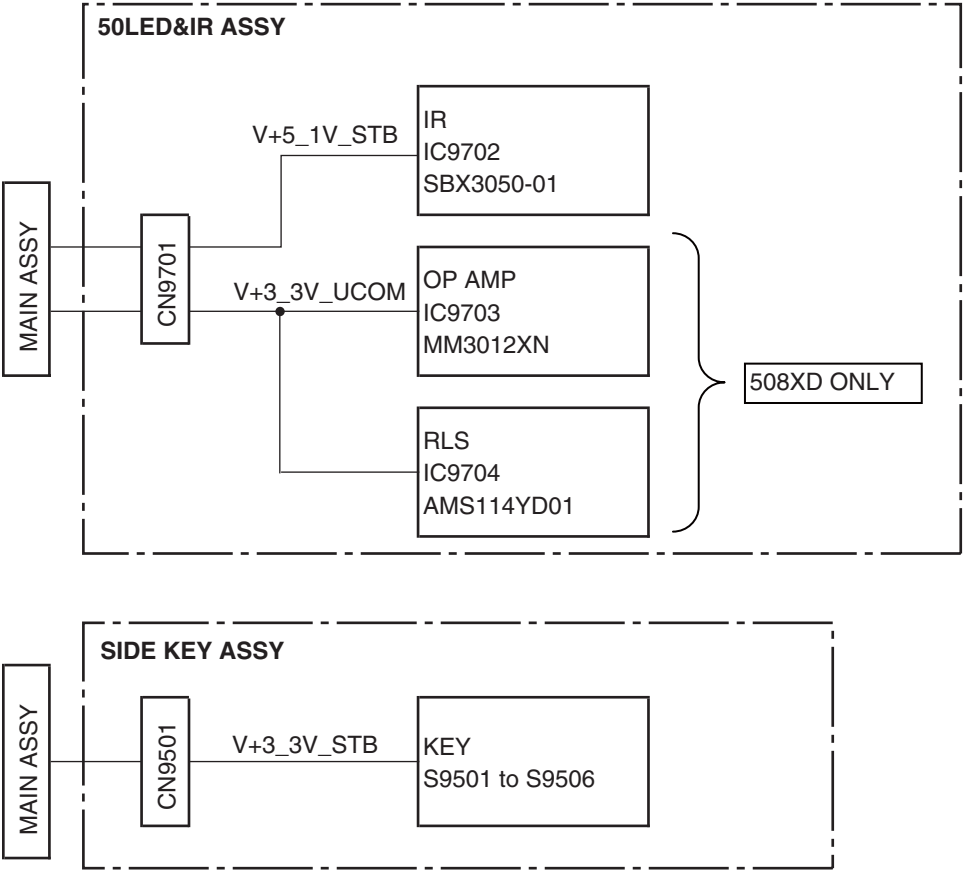 50LED&IR ASSY
V+5_1V_STB
IR
IC9702
SBX3050-01
MAIN ASSY
CN9701
V+3_3V_UCOM
OP AMP
IC9703
MM3012XN
508XD ONLY
RLS
IC9704
AMS114YD01
SIDE KEY ASSY
MAIN ASSY
CN9501
V+3_3V_STB
KEY
S9501 to S9506